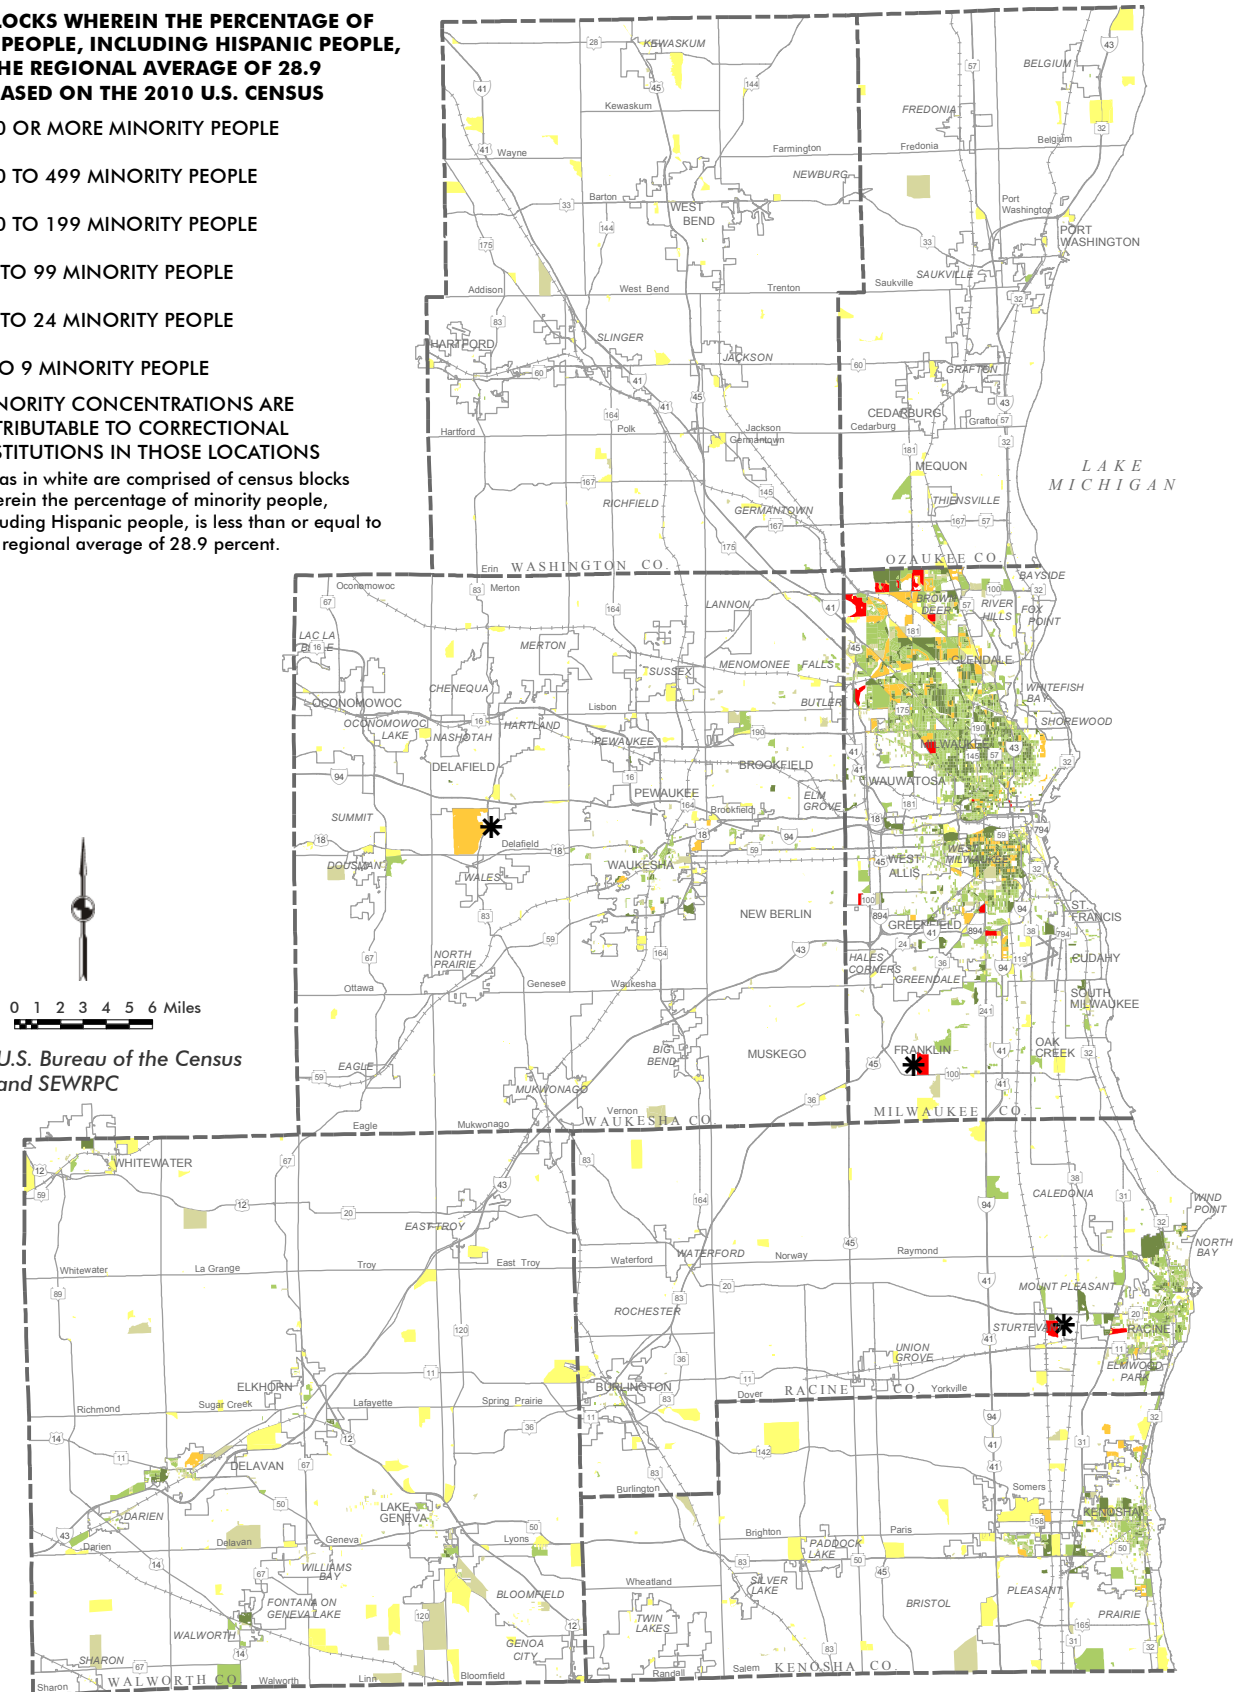 LOCKS WHEREIN THE PERCENTAGE OF
PEOPLE, INCLUDING HISPANIC PEOPLE,
HE REGIONAL AVERAGE OF 28.9
ASED ON THE 2010 U.S. CENSUS
0 OR MORE MINORITY PEOPLE
0 TO 499 MINORITY PEOPLE
0 TO 199 MINORITY PEOPLE
TO 99 MINORITY PEOPLE
TO 24 MINORITY PEOPLE
O 9 MINORITY PEOPLE
NORITY CONCENTRATIONS ARE
TRIBUTABLE TO CORRECTIONAL
STITUTIONS IN THOSE LOCATIONS
as in white are comprised of census blocks
erein the percentage of minority people,
luding Hispanic people, is less than or equal to
regional average of 28.9 percent.
0 1 2 3 4 5 6 Miles
U.S. Bureau of the Census
and SEWRPC
KEWASKUM
Kewaskum
Wayne
Farmington
NEWBURG
Barton
WEST
BEND
Addison
West Bend
Trenton
HARTFORD
SLINGER
JACKSON
Hartford
Polk
Jackson
Germantown
RICHFIELD
GERMANTOWN
Erin
WASHINGTON CO.
BELGIUM
FREDONIA
Fredonia
Belgium
Port
Washington
PORT
WASHINGTON
SAUKVILLE
Saukville
GRAFTON
CEDARBURG
Cedarburg
Grafton
MEQUON
THIENSVILLE
OZAUKEE CO.
LAKE
MICHIGAN
Oconomowoc
Merton
LANNON
LAC LA
MERTON
SUSSEX
MENOMONEE FALLS
CHENEQUA
OCONOMOWOC
OCONOMOWOC
LAKE
NASHOTAH
HARTLAND
Lisbon
BUTLER
PEWAUKEE
DELAFIELD
BROOKFIELD
PEWAUKEE
Brookfield
ELM
GROVE
SUMMIT
Delafield
DOUSMAN
WALES
WAUKESHA
NEW BERLIN
NORTH
PRAIRIE
Ottawa
Genesee
Waukesha
EAGLE
BIG
BEND
MUSKEGO
MUKWONAGO
Vernon
Eagle
Mukwonago
WAUKESHA CO.
BAYSIDE
BROWN
DEER
RIVER
HILLS
FOX
POINT
GLENDALE
WHITEFISH
BAY
SHOREWOOD
MILWAUKEE
WAUWATOSA
WEST
MILWAUKEE
WEST
ALLIS
ST.
FRANCIS
GREENFIELD
HALES
CORNERS
GREENDALE
CUDAHY
SOUTH
MILWAUKEE
FRANKLIN
OAK
CREEK
MILWAUKEE CO.
WHITEWATER
EAST TROY
Whitewater
La Grange
Troy
East Troy
ELKHORN
Richmond
Sugar Creek
Lafayette
Spring Prairie
DELAVAN
DARIEN
Darien
Delavan
LAKE
GENEVA
Geneva
Lyons
WILLIAMS
BAY
FONTANA ON
GENEVA LAKE
BLOOMFIELD
WALWORTH
GENOA
CITY
SHARON
Sharon
WALWORTH CO.
Walworth
Linn
Bloomfield
WATERFORD
Waterford
Norway
Raymond
CALEDONIA
WIND
POINT
NORTH
BAY
ROCHESTER
MOUNT PLEASANT
RACINE
UNION
GROVE
ELMWOOD
PARK
BURLINGTON
Dover
RACINE CO.
Yorkville
Burlington
Somers
KENOSHA
Brighton
Paris
PADDOCK
LAKE
SILVER
LAKE
Wheatland
TWIN
LAKES
BRISTOL
PLEASANT
PRAIRIE
Randall
Salem
KENOSHA CO.